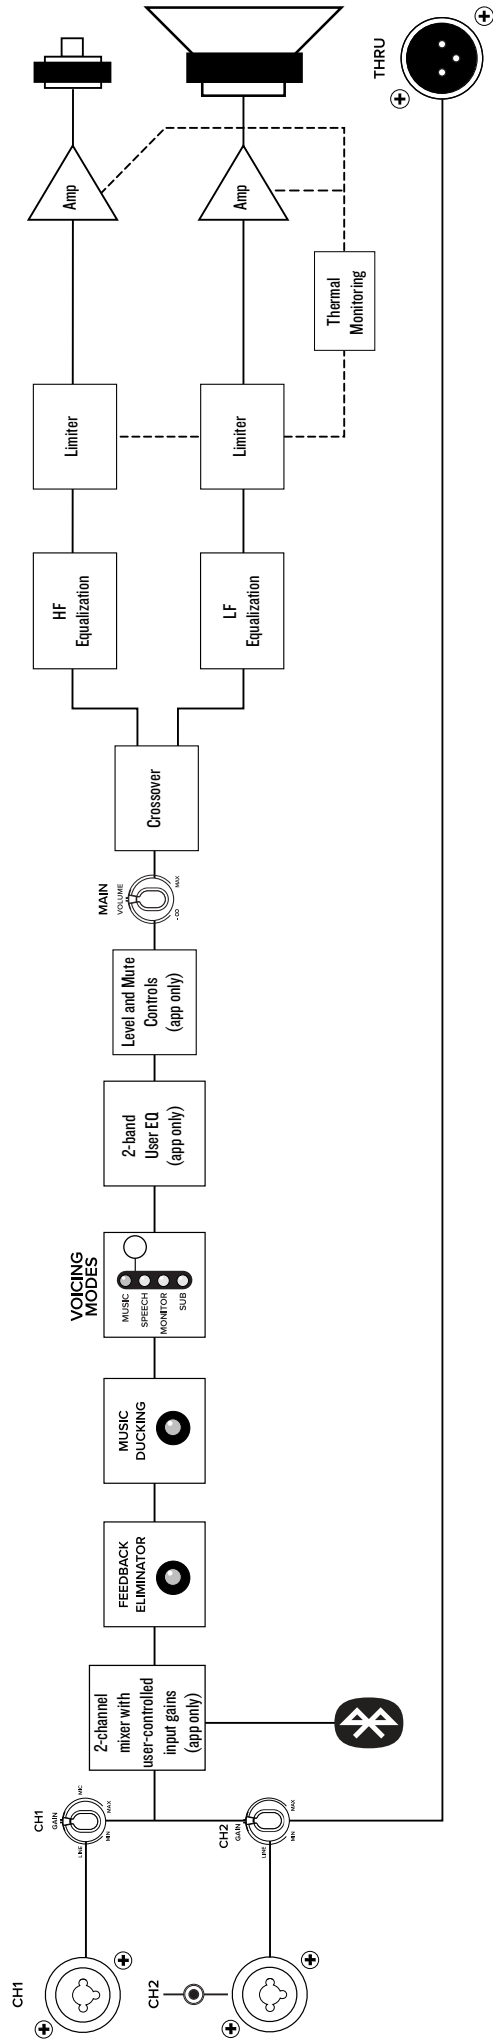 CH1
CH2
CH1
GAIN
LINE
MIC
MIN
MAX
CH2
GAIN
LINE
MIN
MAX
2-channel
mixer with
user-controlled
input gains
(app only)
FEEDBACK
ELIMINATOR
MUSIC
DUCKING
VOICING
MODES
MUSIC
SPEECH
MONITOR
SUB
2-band
User EQ
(app only)
Level and Mute
Controls
(app only)
MAIN
VOLUME
- ∞
MAX
Crossover
HF
Equalization
LF
Equalization
Limiter
Limiter
Thermal
Monitoring
Amp
Amp
THRU